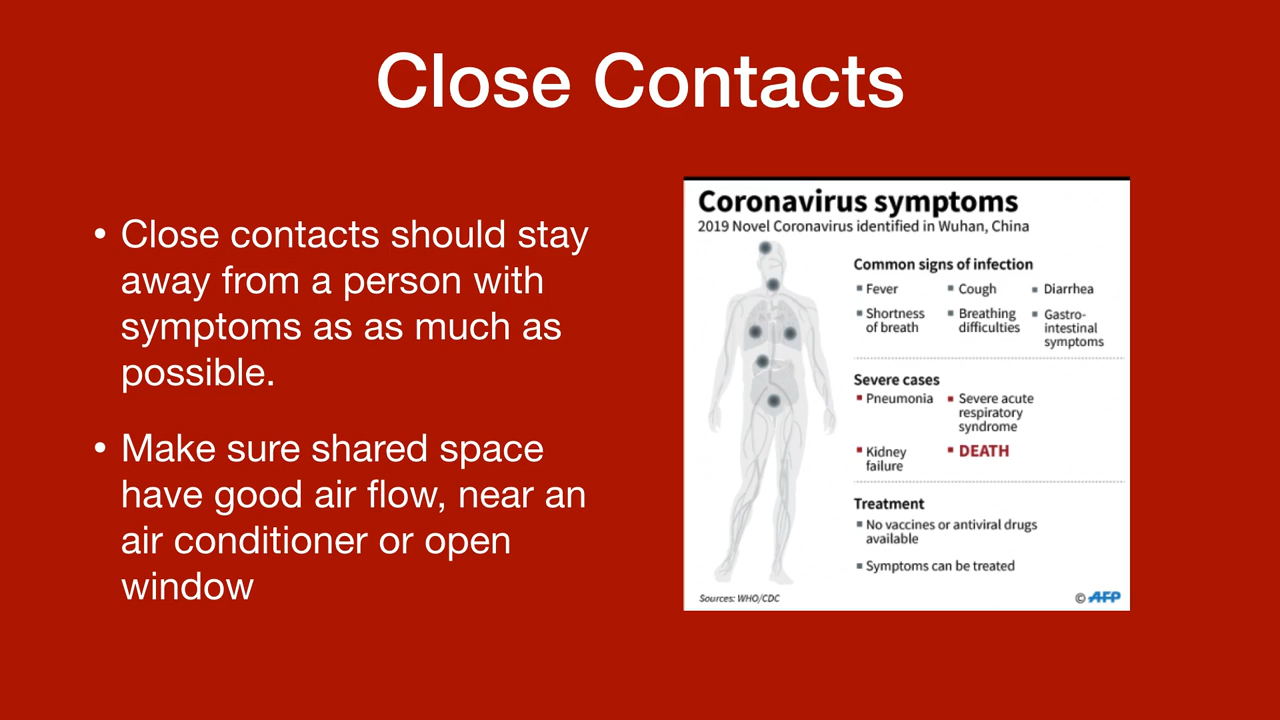 Close Contacts
• Close contacts should stay
away from a person with
symptoms as as much as
possible.
• Make sure shared space
have good air flow, near an
air conditioner or open
window
Coronavirus symptoms
2019 Novel Coronavirus identified in Wuhan, China
Common signs of infection
▪ Fever ▪ Cough ▪ Diarrhea
▪ Shortness
of breath
▪ Breathing
difficulties
▪ Gastro-
intestinal
symptoms
Severe cases
▪ Pneumonia
▪ Severe acute
respiratory
syndrome
▪ Kidney
failure
▪ DEATH
Treatment
▪ No vaccines or antiviral drugs
available
▪ Symptoms can be treated
Sources: WHO/CDC
© AFP